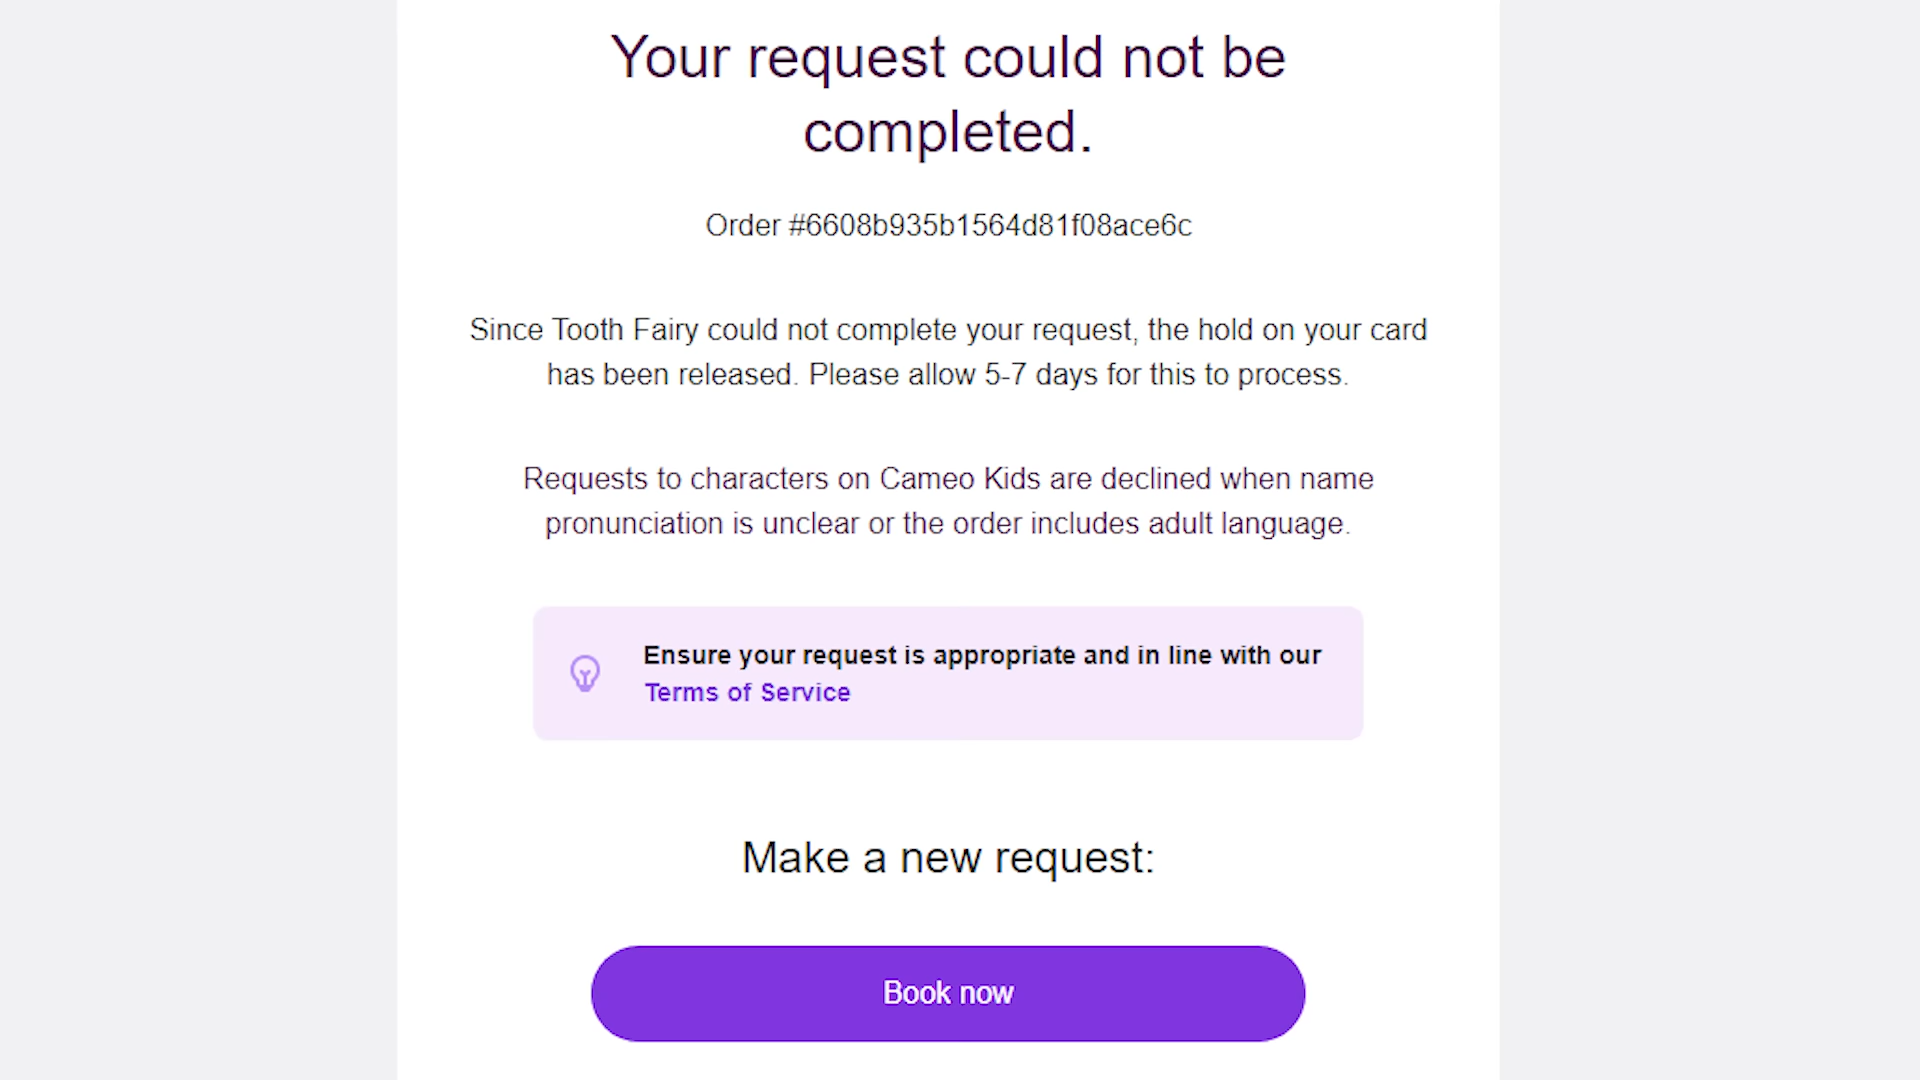 Your request could not be
completed.
Order #6608b935b1564d81f08ace6c
Since Tooth Fairy could not complete your request, the hold on your card
has been released. Please allow 5-7 days for this to process.
Requests to characters on Cameo Kids are declined when name
pronunciation is unclear or the order includes adult language.
Ensure your request is appropriate and in line with our
Terms of Service
Make a new request:
Book now